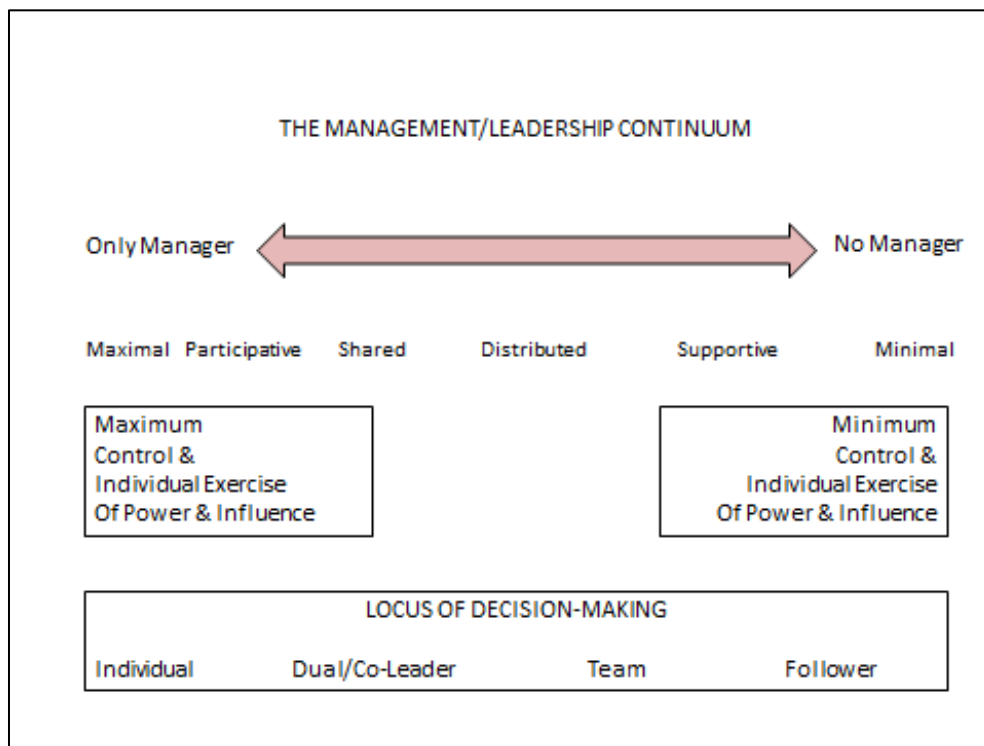 THE MANAGEMENT/LEADERSHIP CONTINUUM
Only Manager No Manager
Maximal Participative Shared Distributed Supportive Minimal
Maximum
Control &
Individual Exercise
Of Power & Influence
Minimum
Control &
Individual Exercise
Of Power & Influence
LOCUS OF DECISION-MAKING
Individual Dual/Co-Leader Team Follower